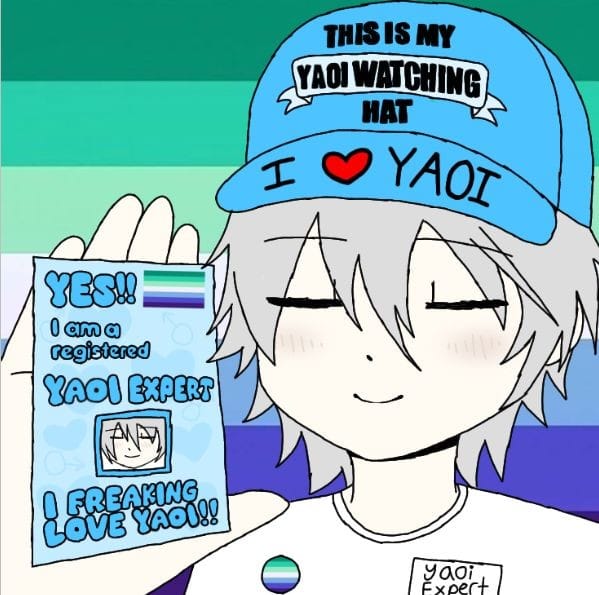 THIS IS MY
YAOI WATCHING
HAT
I ❤ YAOI
YES!!
I am a
registered
YAOI EXPERT
I FREAKING
LOVE YAOI!!
yaoi
Expert